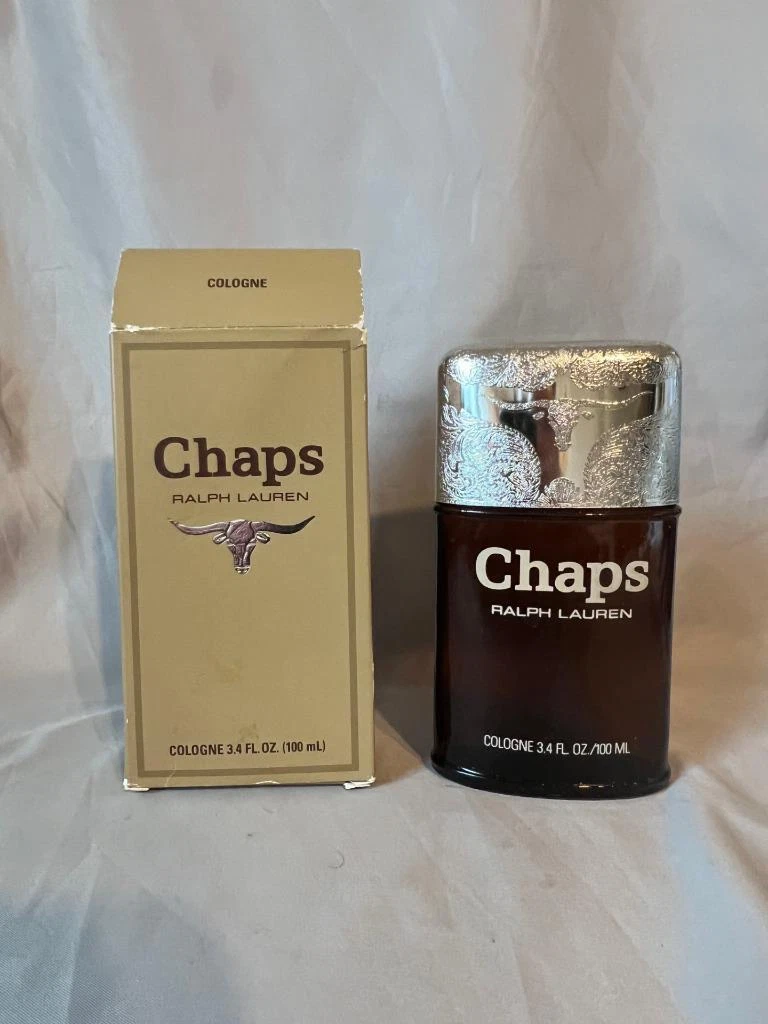 COLOGNE
Chaps
RALPH LAUREN
COLOGNE 3.4 FL. OZ. (100 mL)
Chaps
RALPH LAUREN
COLOGNE 3.4 FL. OZ./100 ML